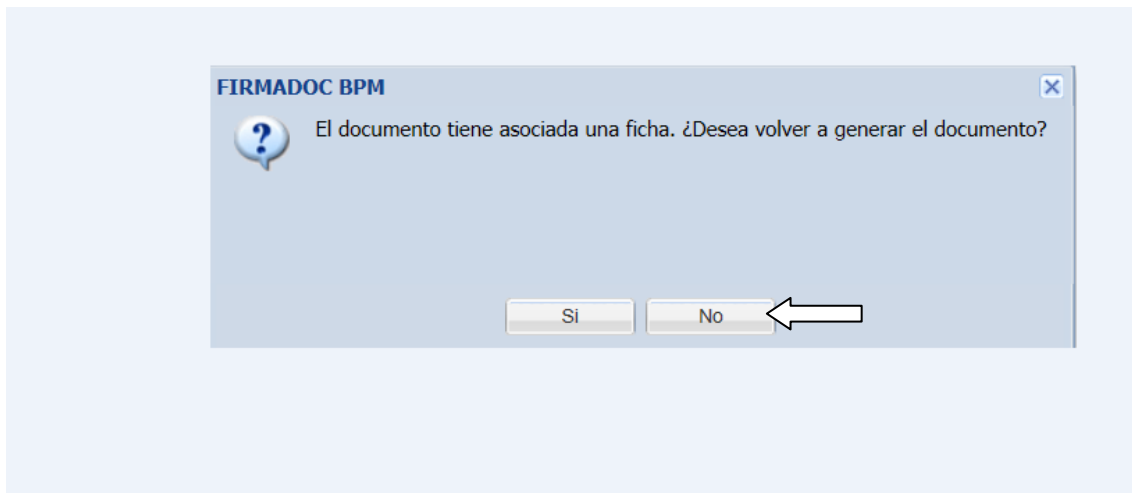 FIRMADOC BPM
El documento tiene asociada una ficha. ¿Desea volver a generar el documento?
Si No